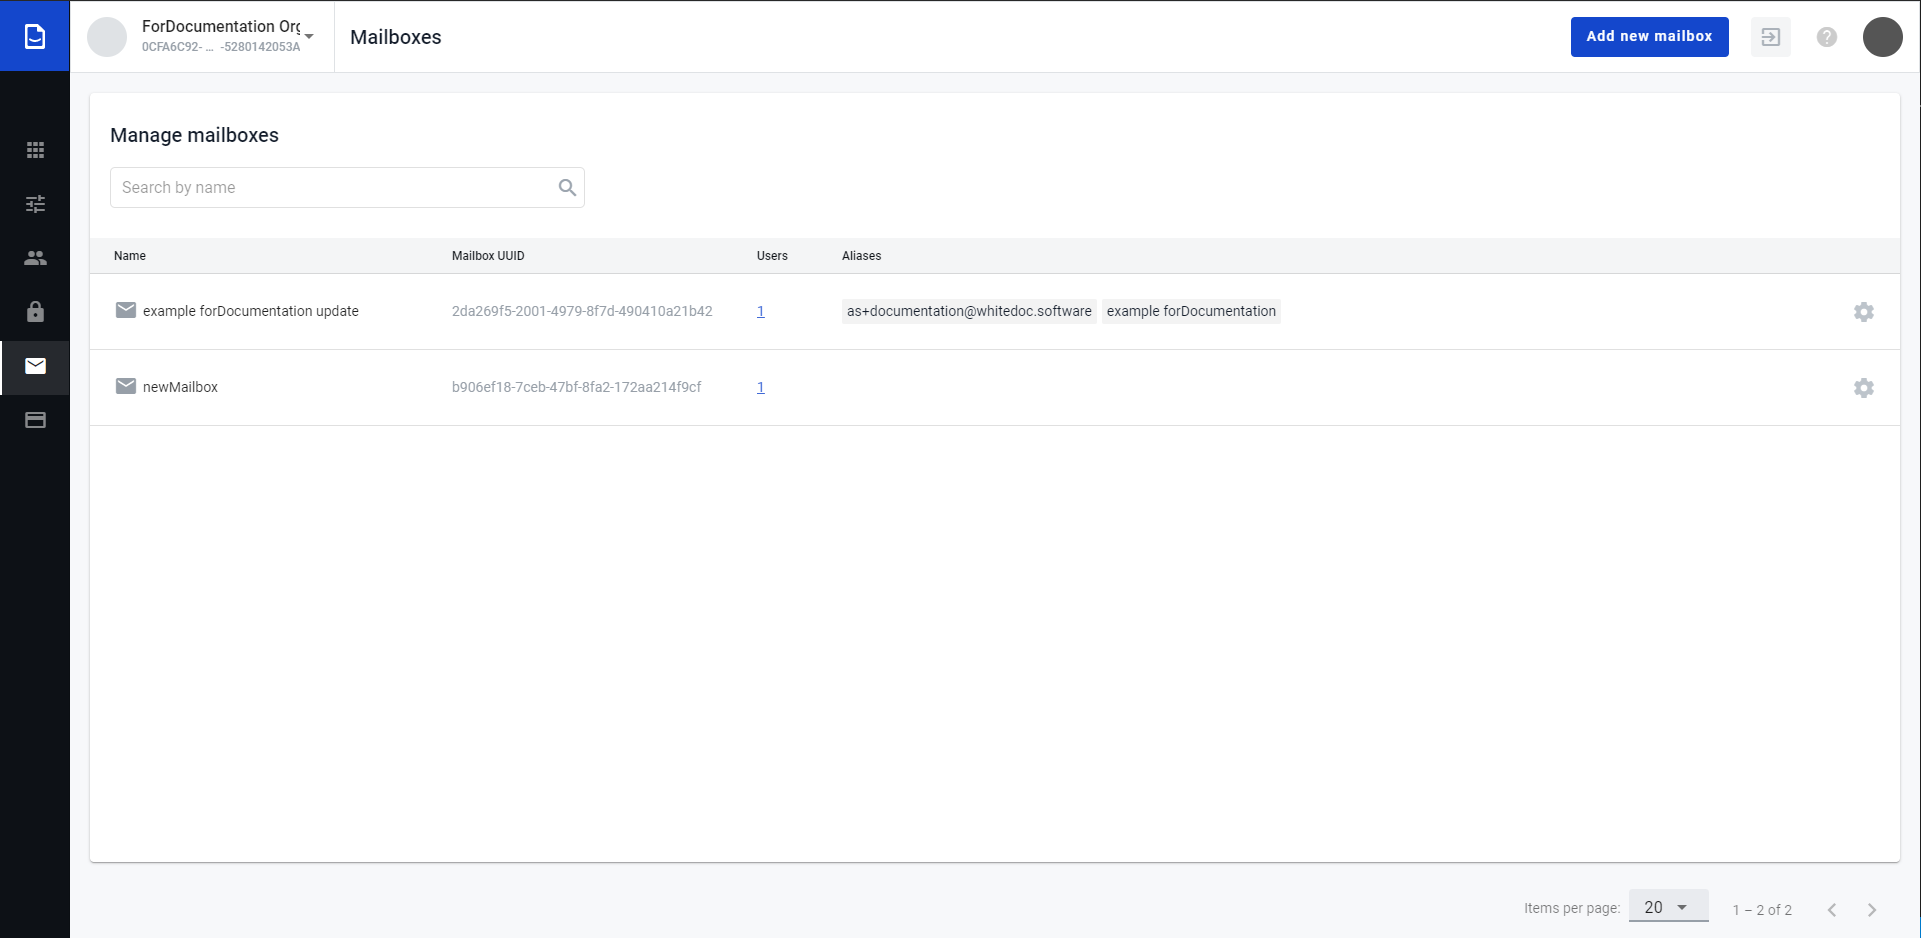 ForDocumentation Org
0CFA6C92- ... -5280142053A
Mailboxes
Add new mailbox
Manage mailboxes
Search by name
Name Mailbox UUID Users Aliases
example forDocumentation update 2da269f5-2001-4979-8f7d-490410a21b42 1 as+documentation@whitedoc.software example forDocumentation
newMailbox b906ef18-7ceb-47bf-8fa2-172aa214f9cf 1
Items per page: 20 1 – 2 of 2